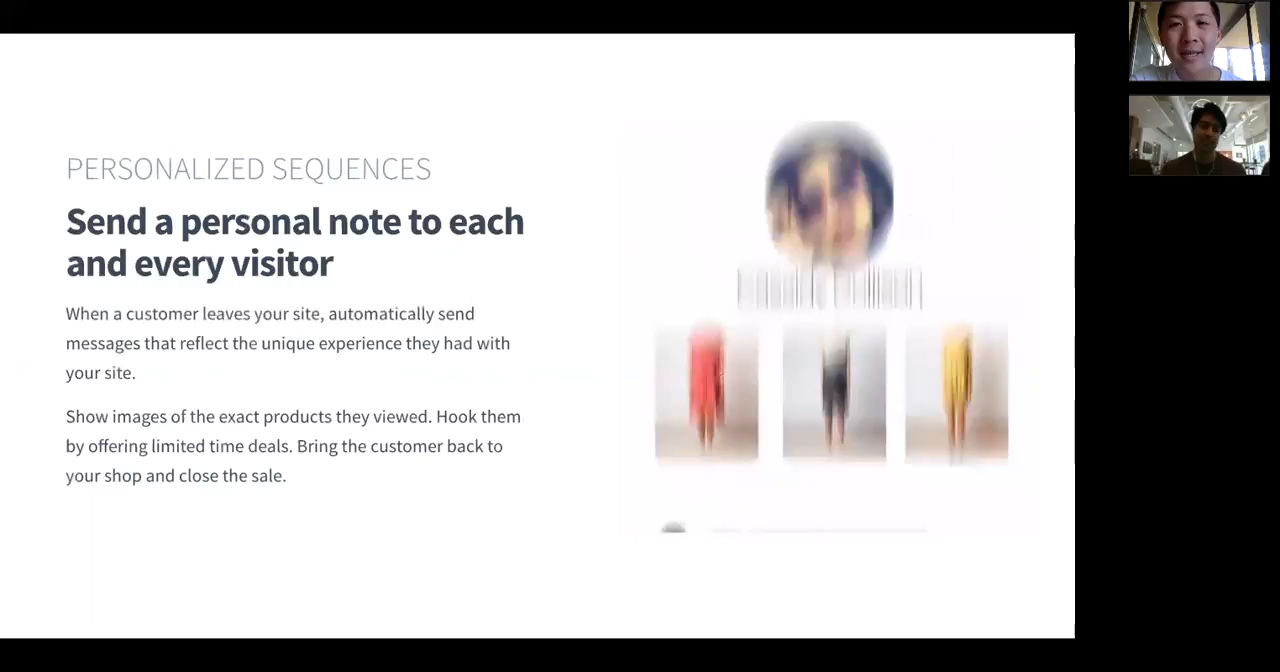 PERSONALIZED SEQUENCES
Send a personal note to each
and every visitor
When a customer leaves your site, automatically send
messages that reflect the unique experience they had with
your site.
Show images of the exact products they viewed. Hook them
by offering limited time deals. Bring the customer back to
your shop and close the sale.